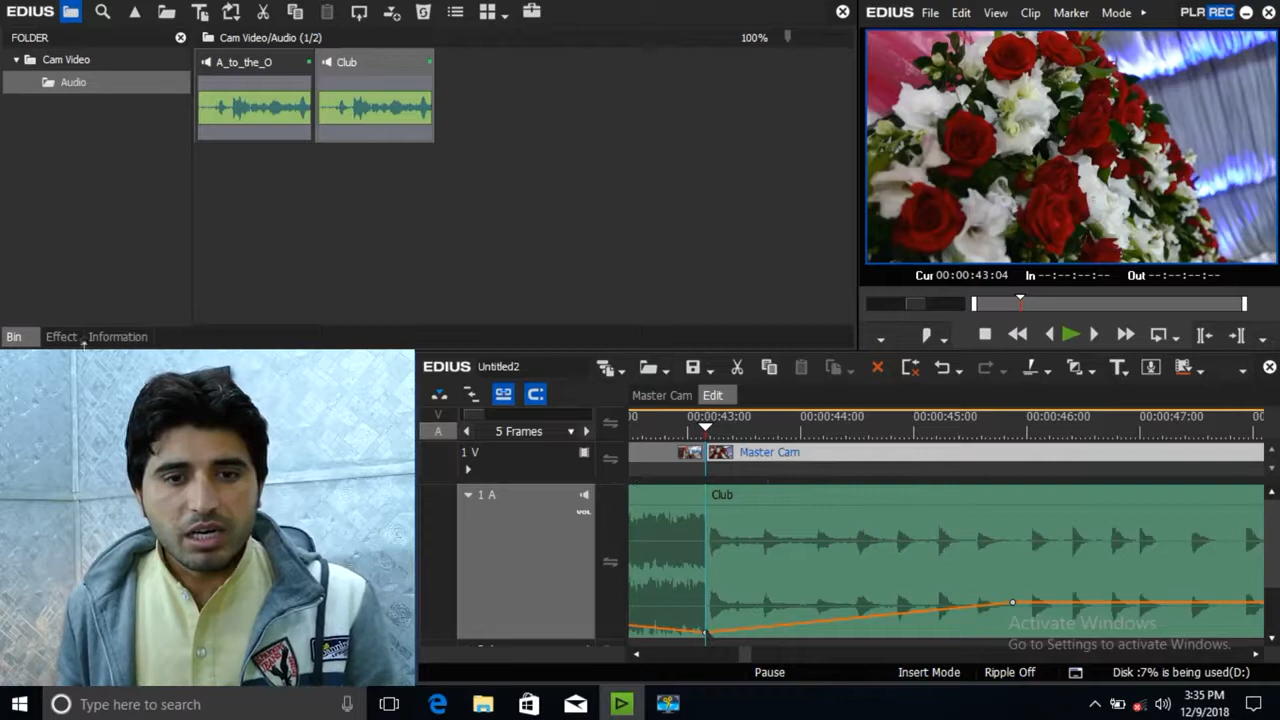 EDIUS
FOLDER
Cam Video
Audio
Cam Video/Audio (1/2)
100%
A_to_the_O
Club
Bin Effect Information
EDIUS File Edit View Clip Marker Mode PLR REC
Cur 00:00:43:04 In --:--:--:-- Out --:--:--:--
EDIUS Untitled2
Master Cam Edit
V
A
5 Frames
00:00:43:00 00:00:44:00 00:00:45:00 00:00:46:00 00:00:47:00
1 V
Master Cam
1 A
VOL
Club
Activate Windows
Go to Settings to activate Windows.
Pause Insert Mode Ripple Off Disk :7% is being used(D:)
Type here to search
3:35 PM
12/9/2018